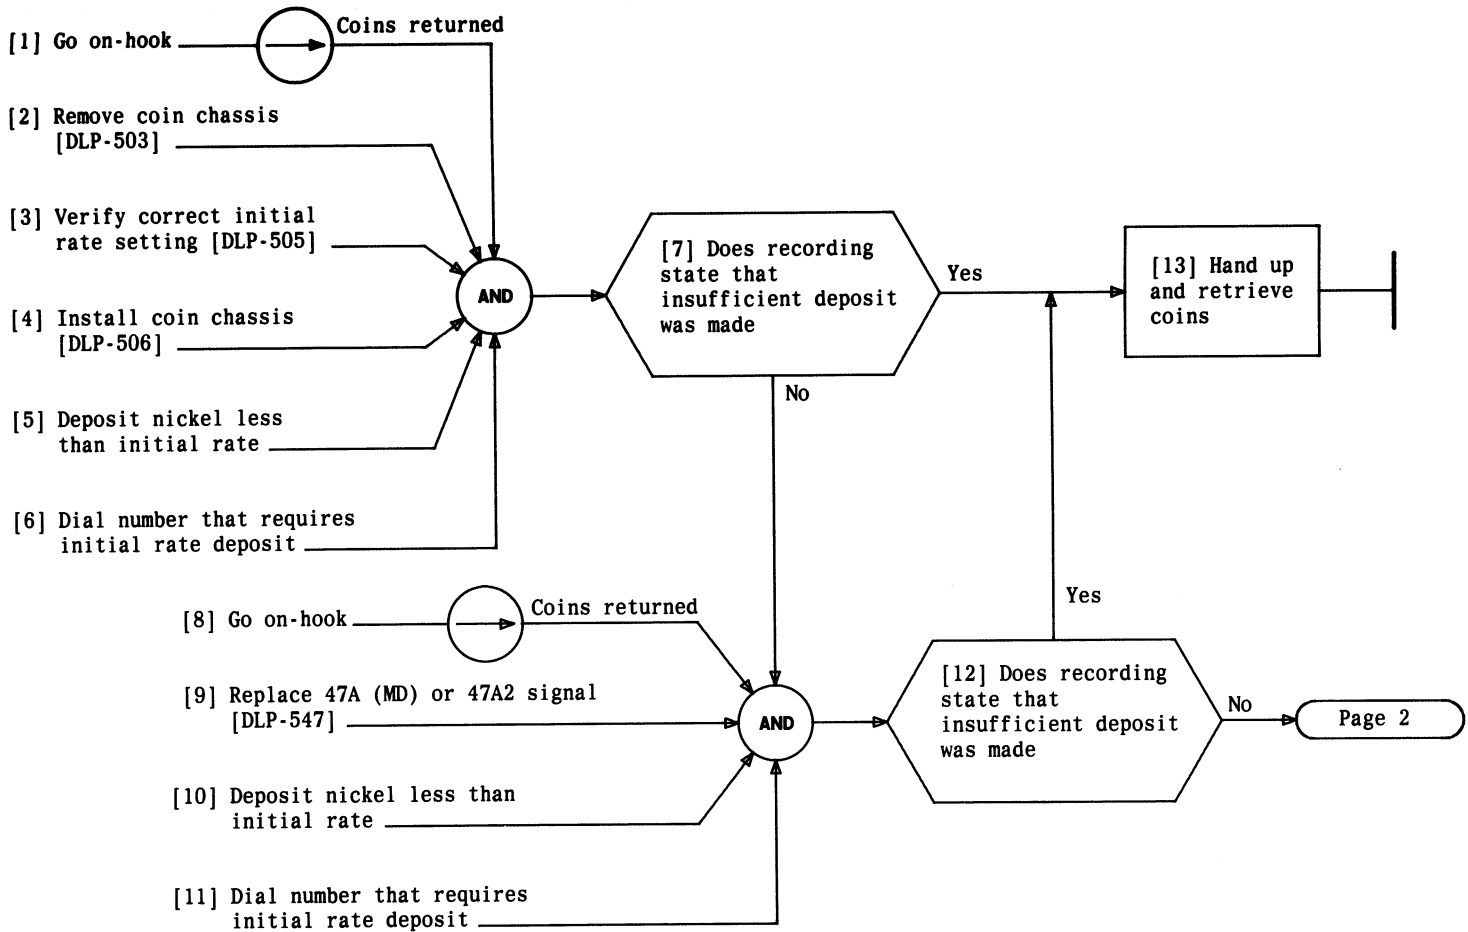 [1] Go on-hook
Coins returned
[2] Remove coin chassis
[DLP-503]
[3] Verify correct initial
rate setting [DLP-505]
[4] Install coin chassis
[DLP-506]
[5] Deposit nickel less
than initial rate
[6] Dial number that requires
initial rate deposit
AND
[7] Does recording
state that
insufficient deposit
was made
Yes
No
[13] Hand up
and retrieve
coins
[8] Go on-hook
Coins returned
[9] Replace 47A (MD) or 47A2 signal
[DLP-547]
[10] Deposit nickel less than
initial rate
[11] Dial number that requires
initial rate deposit
AND
[12] Does recording
state that
insufficient deposit
was made
Yes
No
Page 2